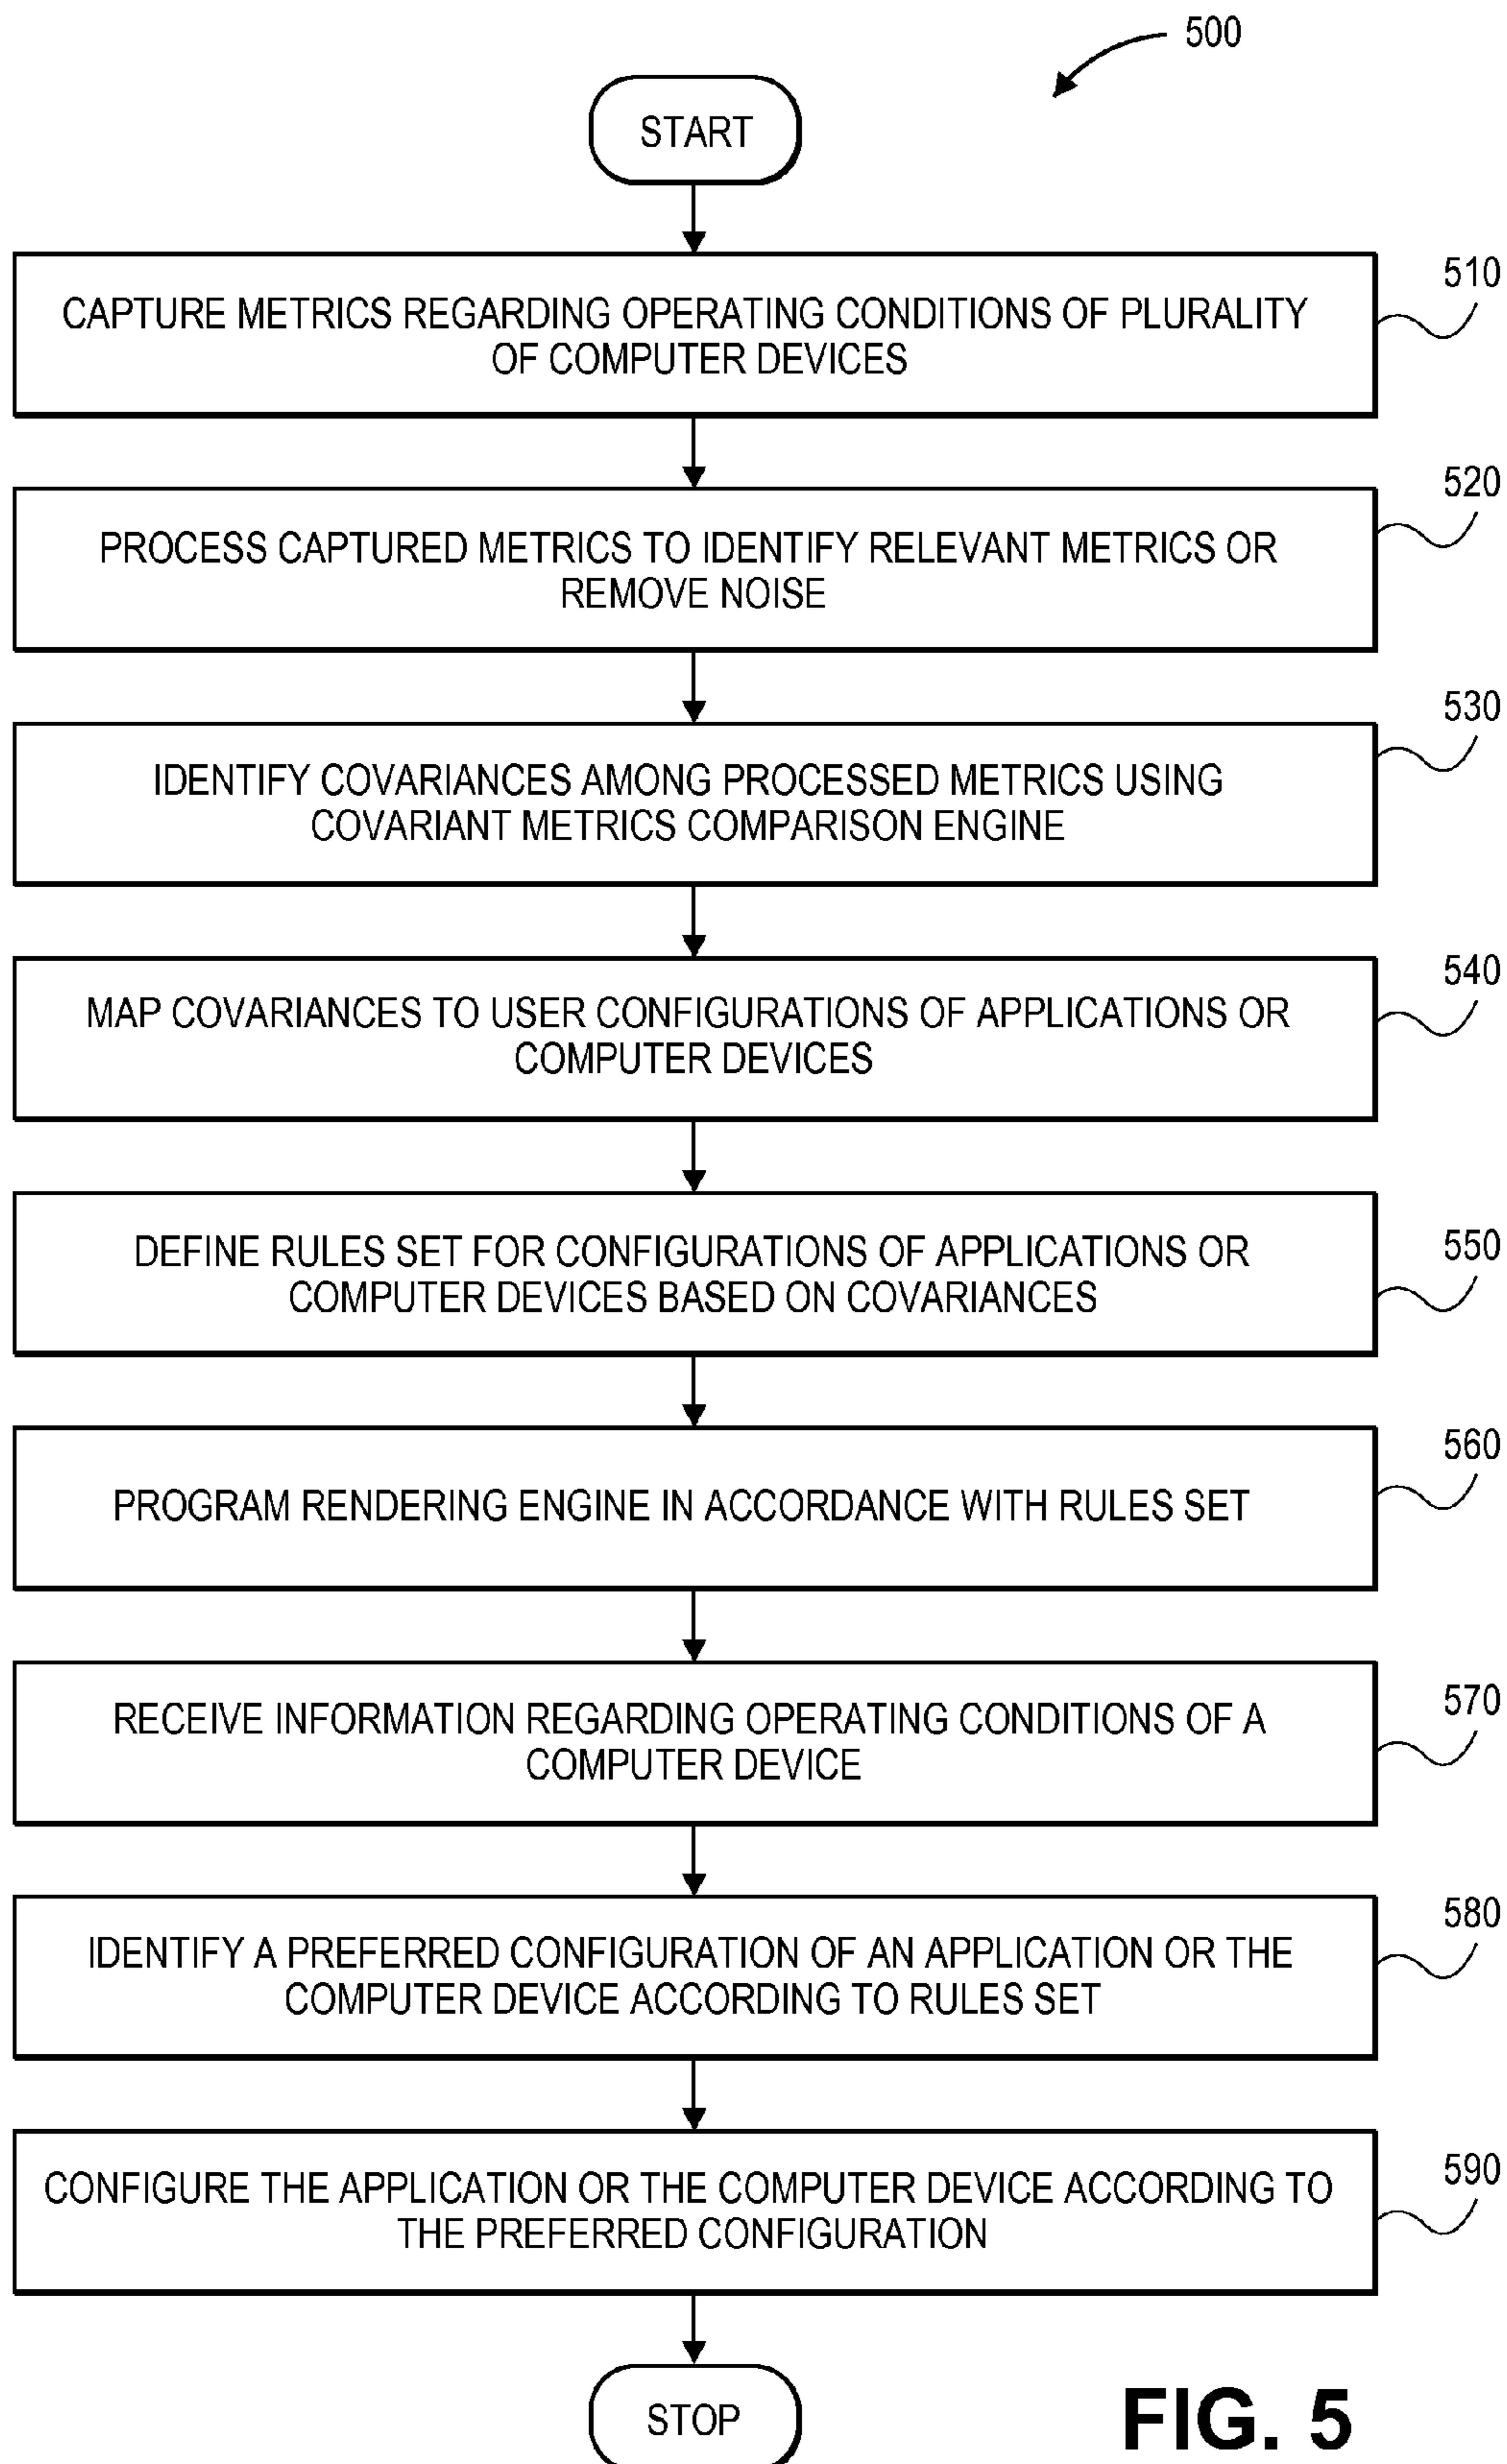 500
START
510
CAPTURE METRICS REGARDING OPERATING CONDITIONS OF PLURALITY
OF COMPUTER DEVICES
520
PROCESS CAPTURED METRICS TO IDENTIFY RELEVANT METRICS OR
REMOVE NOISE
530
IDENTIFY COVARIANCES AMONG PROCESSED METRICS USING
COVARIANT METRICS COMPARISON ENGINE
540
MAP COVARIANCES TO USER CONFIGURATIONS OF APPLICATIONS OR
COMPUTER DEVICES
550
DEFINE RULES SET FOR CONFIGURATIONS OF APPLICATIONS OR
COMPUTER DEVICES BASED ON COVARIANCES
560
PROGRAM RENDERING ENGINE IN ACCORDANCE WITH RULES SET
570
RECEIVE INFORMATION REGARDING OPERATING CONDITIONS OF A
COMPUTER DEVICE
580
IDENTIFY A PREFERRED CONFIGURATION OF AN APPLICATION OR THE
COMPUTER DEVICE ACCORDING TO RULES SET
590
CONFIGURE THE APPLICATION OR THE COMPUTER DEVICE ACCORDING TO
THE PREFERRED CONFIGURATION
STOP
FIG. 5